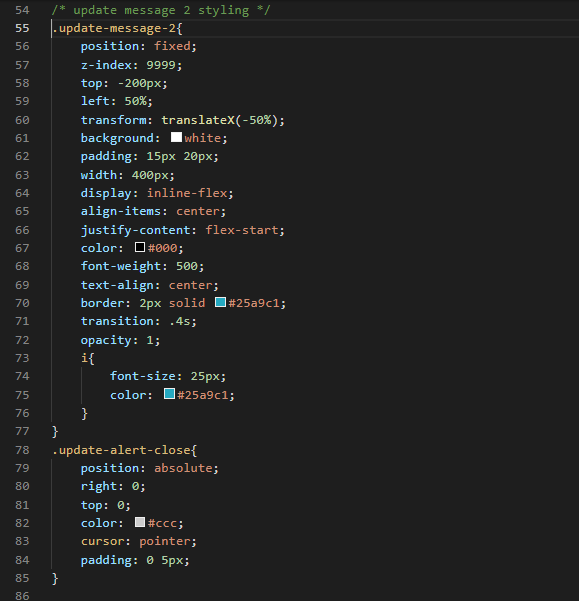 54 /* update message 2 styling */
55 .update-message-2{
56     position: fixed;
57     z-index: 9999;
58     top: -200px;
59     left: 50%;
60     transform: translateX(-50%);
61     background: white;
62     padding: 15px 20px;
63     width: 400px;
64     display: inline-flex;
65     align-items: center;
66     justify-content: flex-start;
67     color: #000;
68     font-weight: 500;
69     text-align: center;
70     border: 2px solid #25a9c1;
71     transition: .4s;
72     opacity: 1;
73     i{
74         font-size: 25px;
75         color: #25a9c1;
76     }
77 }
78 .update-alert-close{
79     position: absolute;
80     right: 0;
81     top: 0;
82     color: #ccc;
83     cursor: pointer;
84     padding: 0 5px;
85 }
86